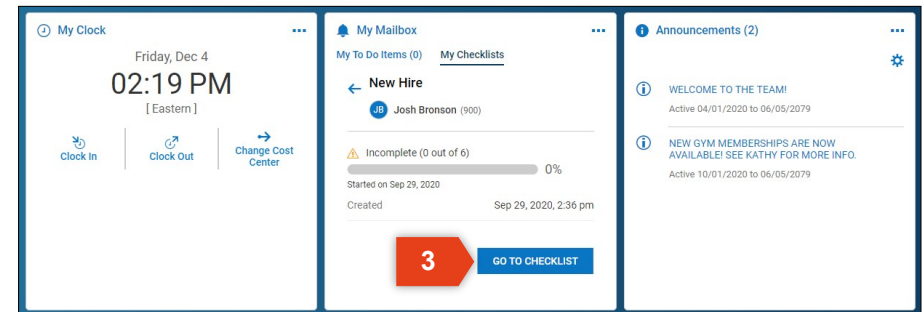 My Clock
Friday, Dec 4
02:19 PM
[ Eastern ]
Clock In
Clock Out
Change Cost
Center
My Mailbox
My To Do Items (0) My Checklists
New Hire
JB Josh Bronson (900)
Incomplete (0 out of 6)
0%
Started on Sep 29, 2020
Created Sep 29, 2020, 2:36 pm
3 GO TO CHECKLIST
Announcements (2)
WELCOME TO THE TEAM!
Active 04/01/2020 to 06/05/2079
NEW GYM MEMBERSHIPS ARE NOW
AVAILABLE! SEE KATHY FOR MORE INFO.
Active 10/01/2020 to 06/05/2079